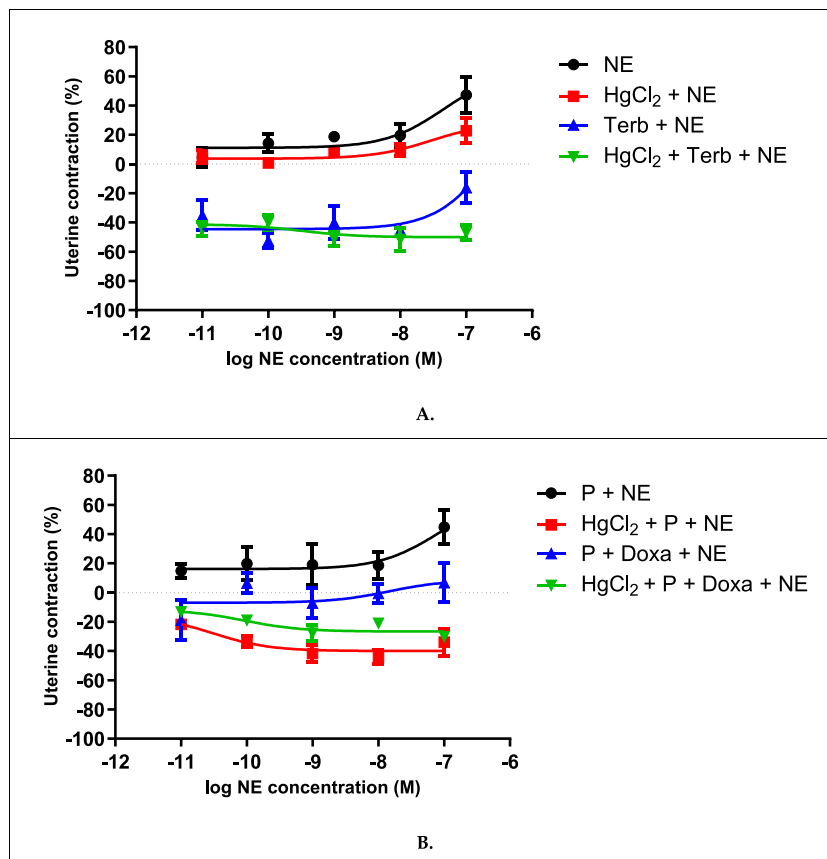 80
60
40
20
0
-20
-40
-60
-80
-100
Uterine contraction (%)
-12 -11 -10 -9 -8 -7 -6
log NE concentration (M)
NE
HgCl₂ + NE
Terb + NE
HgCl₂ + Terb + NE
A.
80
60
40
20
0
-20
-40
-60
-80
-100
Uterine contraction (%)
-12 -11 -10 -9 -8 -7 -6
log NE concentration (M)
P + NE
HgCl₂ + P + NE
P + Doxa + NE
HgCl₂ + P + Doxa + NE
B.